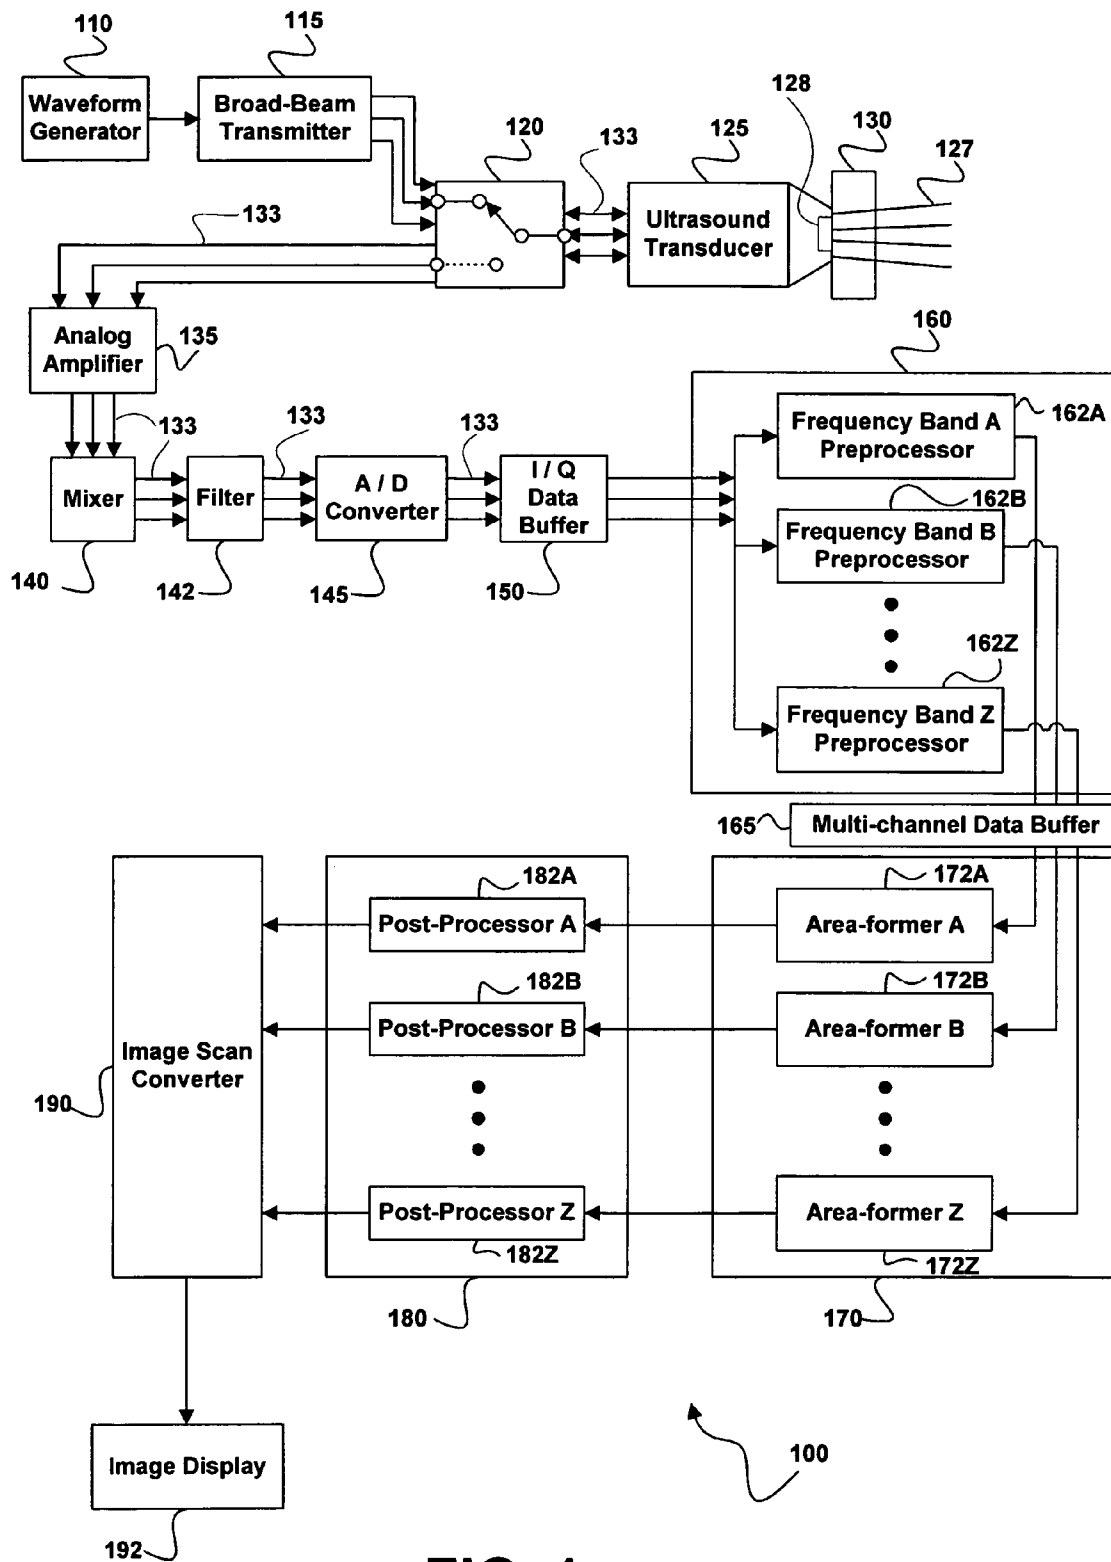 110
115
Waveform
Generator
Broad-Beam
Transmitter
120
133
125
128
130
127
Ultrasound
Transducer
133
Analog
Amplifier
135
160
133
133
133
Mixer
Filter
A / D
Converter
I / Q
Data
Buffer
140
142
145
150
Frequency Band A
Preprocessor
162A
162B
Frequency Band B
Preprocessor
162Z
Frequency Band Z
Preprocessor
165
Multi-channel Data Buffer
182A
172A
Post-Processor A
Area-former A
182B
172B
Post-Processor B
Area-former B
Image Scan
Converter
190
Post-Processor Z
Area-former Z
182Z
172Z
180
170
Image Display
192
100